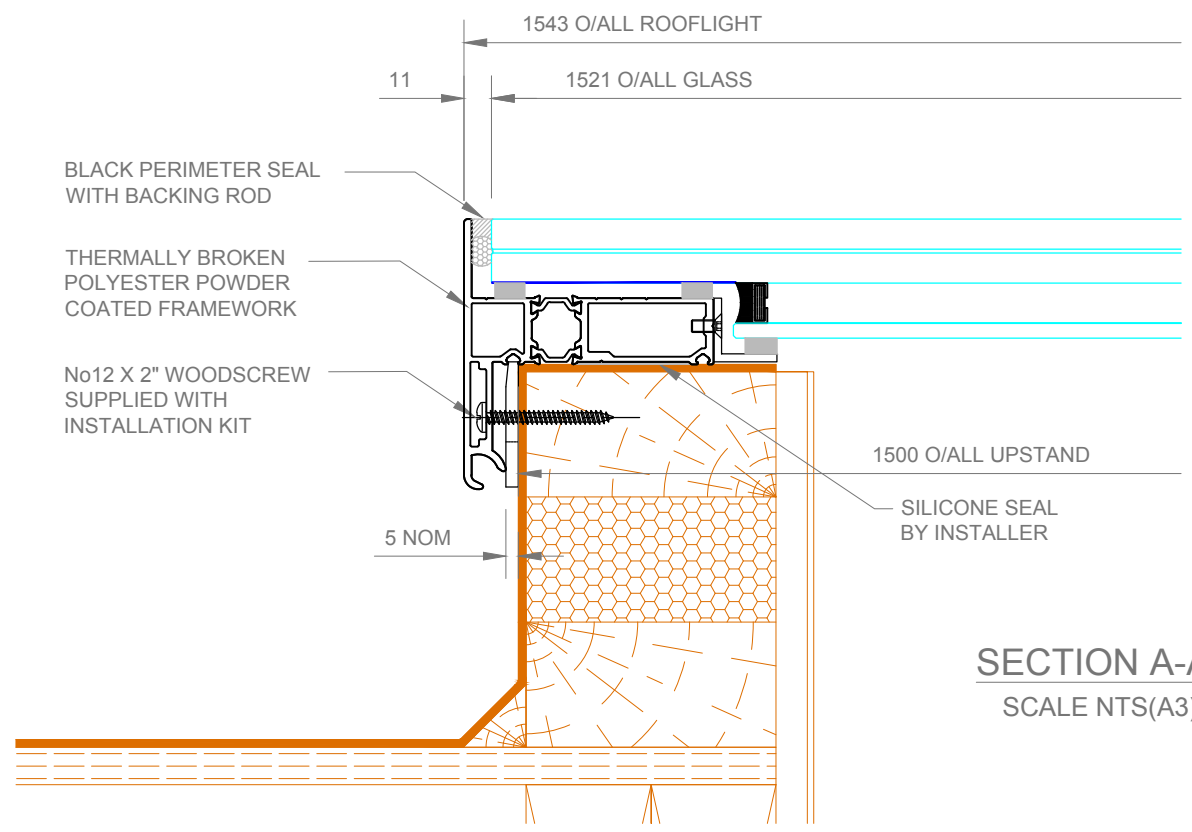 1543 O/ALL ROOFLIGHT
11
1521 O/ALL GLASS
BLACK PERIMETER SEAL
WITH BACKING ROD
THERMALLY BROKEN
POLYESTER POWDER
COATED FRAMEWORK
No12 X 2" WOODSCREW
SUPPLIED WITH
INSTALLATION KIT
1500 O/ALL UPSTAND
SILICONE SEAL
BY INSTALLER
5 NOM
SECTION A-A
SCALE NTS(A3)